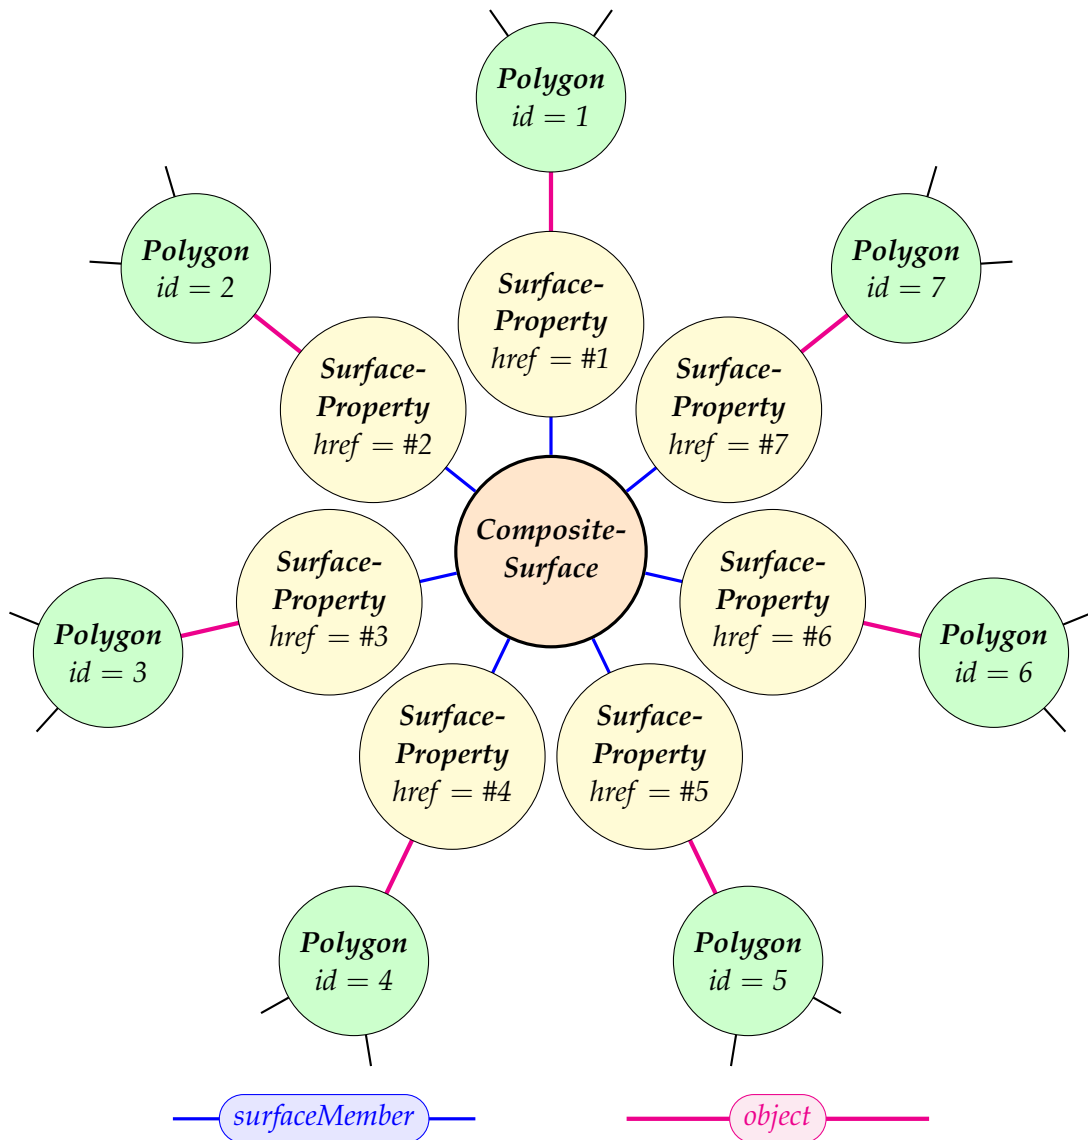 Polygon
id = 1
Polygon
id = 2
Polygon
id = 7
Surface-
Property
href = #1
Surface-
Property
href = #2
Surface-
Property
href = #7
Composite-
Surface
Surface-
Property
href = #3
Surface-
Property
href = #6
Polygon
id = 3
Polygon
id = 6
Surface-
Property
href = #4
Surface-
Property
href = #5
Polygon
id = 4
Polygon
id = 5
surfaceMember
object